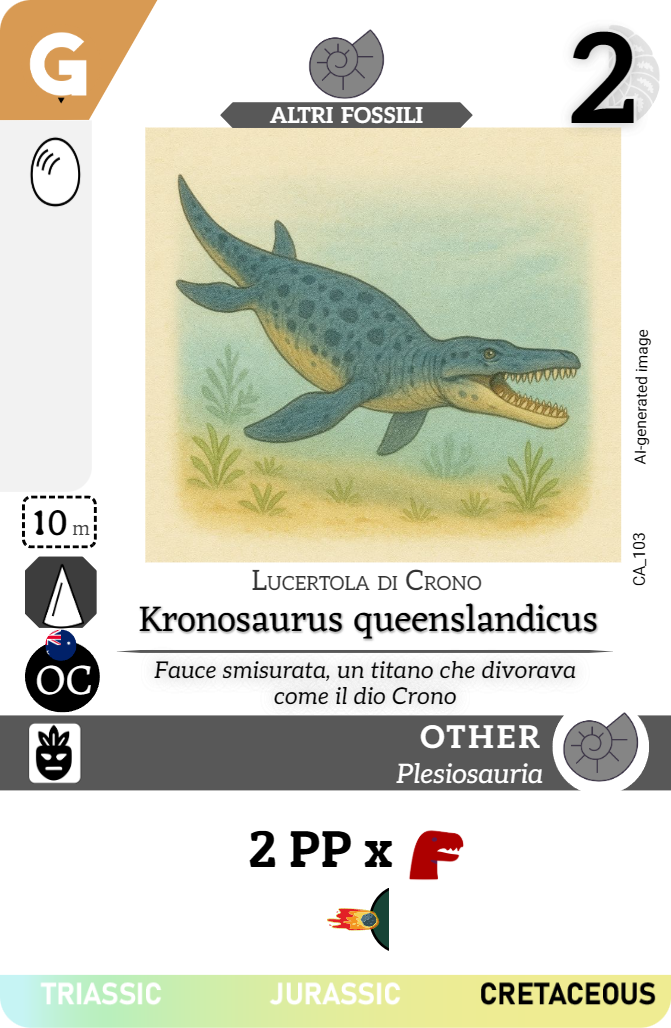 G
2
ALTRI FOSSILI
AI-generated image
CA_103
10 m
OC
LUCERTOLA DI CRONO
Kronosaurus queenslandicus
Fauce smisurata, un titano che divorava
come il dio Crono
OTHER
Plesiosauria
2 PP x
TRIASSIC JURASSIC CRETACEOUS